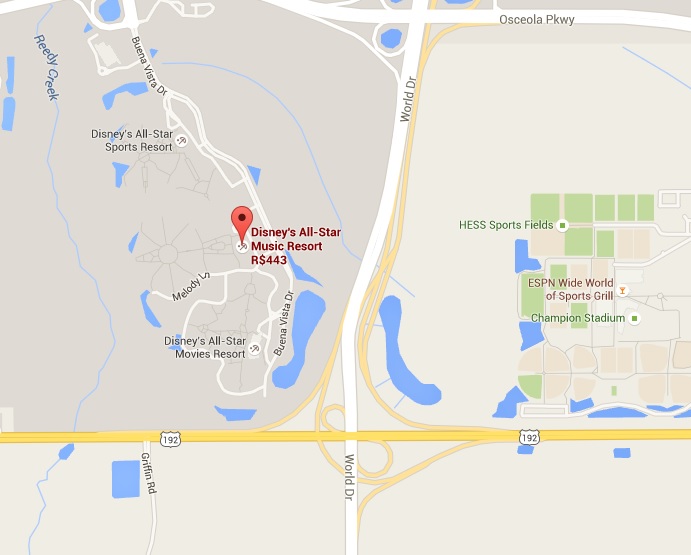 Osceola Pkwy
Reedy Creek
Buena Vista Dr
World Dr
Disney's All-Star
Sports Resort
HESS Sports Fields
Disney's All-Star
Music Resort
R$443
Melody Ln
ESPN Wide World
of Sports Grill
Buena Vista Dr
Champion Stadium
Disney's All-Star
Movies Resort
192
192
Griffin Rd
World Dr